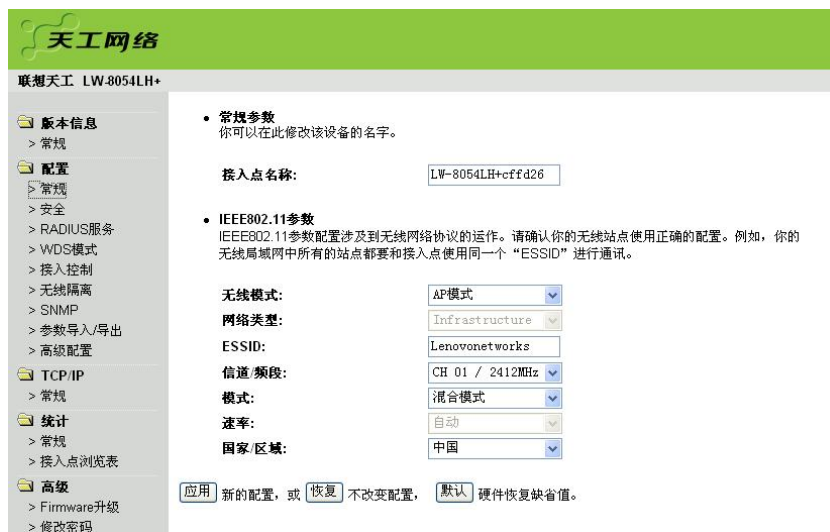 天工网络
联想天工 LW-8054LH+
版本信息
> 常规
配置
> 常规
> 安全
> RADIUS服务
> WDS模式
> 接入控制
> 无线隔离
> SNMP
> 参数导入/导出
> 高级配置
TCP/IP
> 常规
统计
> 常规
> 接入点浏览表
高级
> Firmware升级
> 修改密码
• 常规参数
你可以在此修改该设备的名字。
接入点名称: LW-8054LH+cffd26
• IEEE802.11参数
IEEE802.11参数配置涉及到无线网络协议的运作。请确认你的无线站点使用正确的配置。例如，你的
无线局域网中所有的站点都要和接入点使用同一个“ESSID”进行通讯。
无线模式: AP模式
网络类型: Infrastructure
ESSID: Lenovonetworks
信道/频段: CH 01 / 2412MHz
模式: 混合模式
速率: 自动
国家/区域: 中国
应用 新的配置，或 恢复 不改变配置， 默认 硬件恢复缺省值。